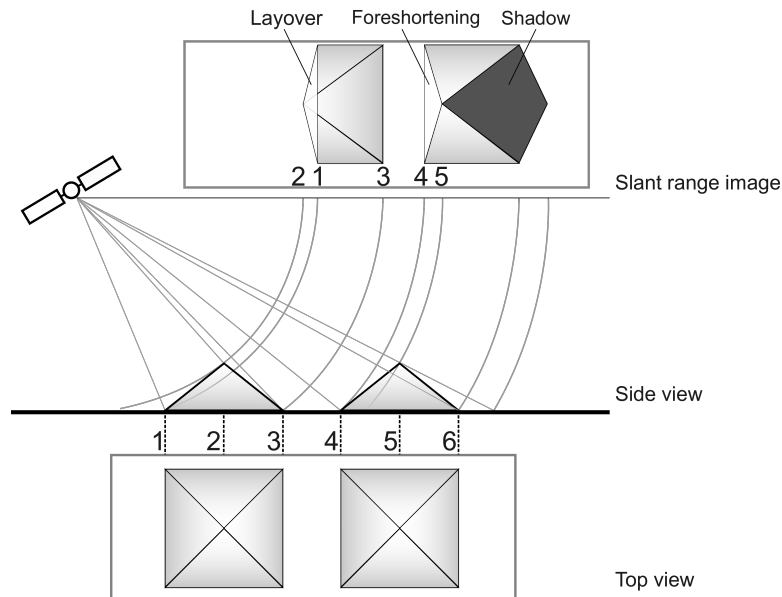 Layover Foreshortening Shadow
2 1 3 4 5
Slant range image
Side view
1 2 3 4 5 6
Top view